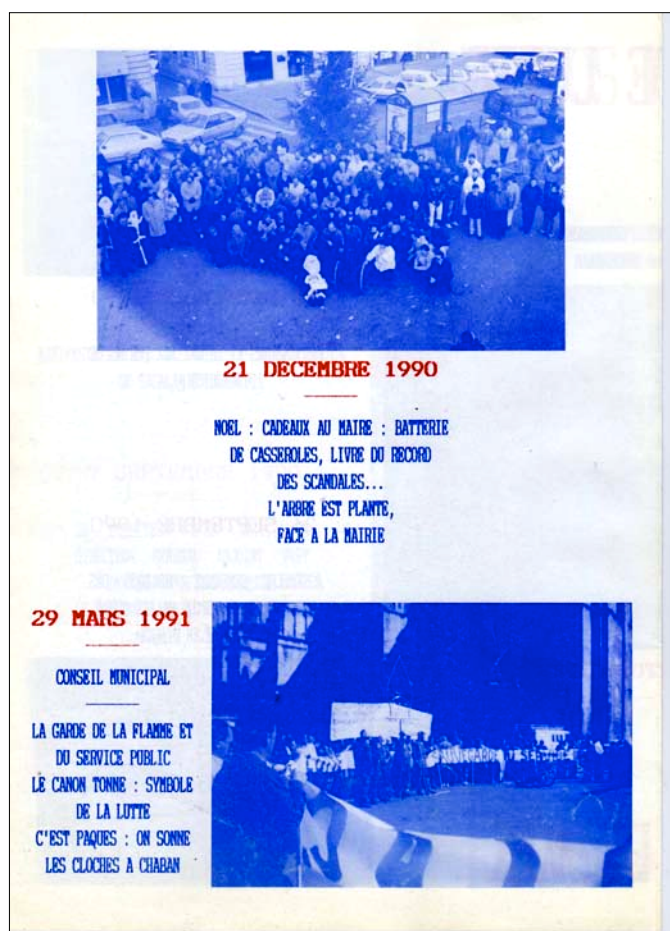 21 DECEMBRE 1990
NOEL : CADEAUX AU MAIRE : BATTERIE
DE CASSEROLES, LIVRE DU RECORD
DES SCANDALES...
L'ARBRE EST PLANTE,
FACE A LA MAIRIE
29 MARS 1991
CONSEIL MUNICIPAL
LA GARDE DE LA FLAMME ET
DU SERVICE PUBLIC
LE CANON TONNE : SYMBOLE
DE LA LUTTE
C'EST PAQUES : ON SONNE
LES CLOCHES A CHABAN